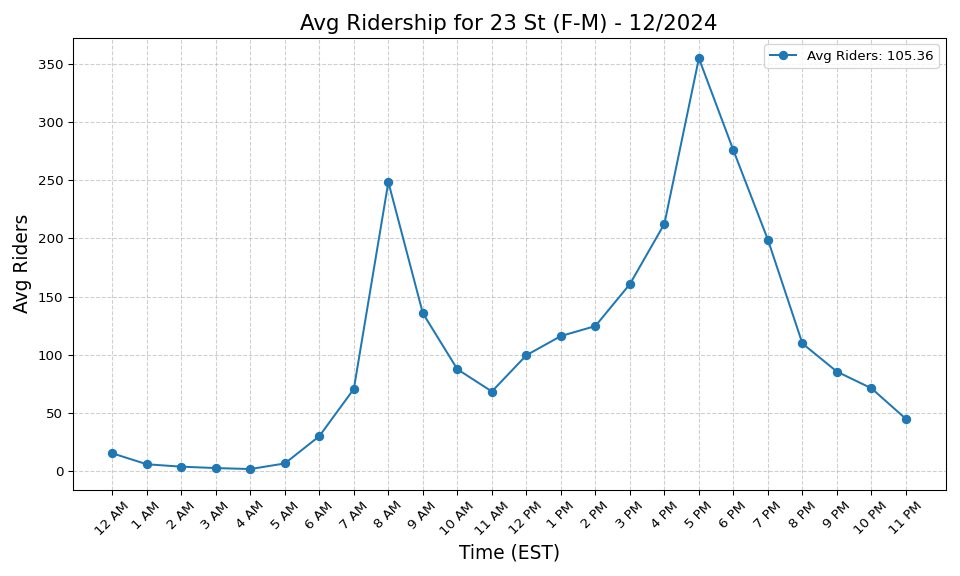 Avg Ridership for 23 St (F-M) - 12/2024
Avg Riders: 105.36
Avg Riders
350
300
250
200
150
100
50
0
12 AM
1 AM
2 AM
3 AM
4 AM
5 AM
6 AM
7 AM
8 AM
9 AM
10 AM
11 AM
12 PM
1 PM
2 PM
3 PM
4 PM
5 PM
6 PM
7 PM
8 PM
9 PM
10 PM
11 PM
Time (EST)